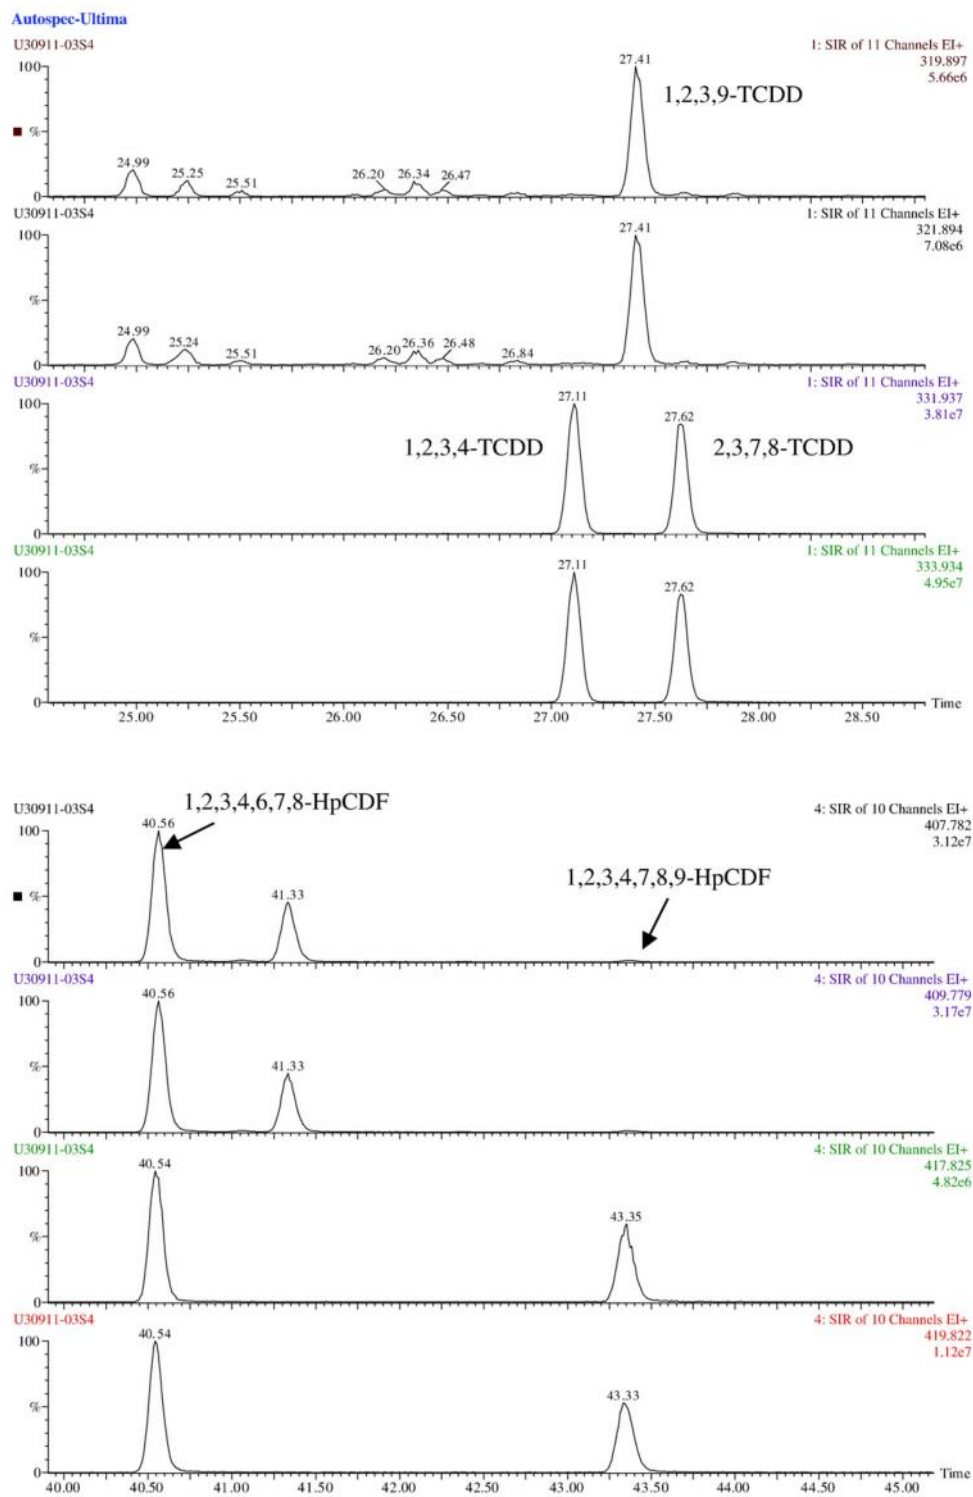 Autospec-Ultima
U30911-03S4
1: SIR of 11 Channels EI+
319.897
5.66e6
100
%
0
24.99
25.25
25.51
26.20
26.34
26.47
27.41
1,2,3,9-TCDD
U30911-03S4
1: SIR of 11 Channels EI+
321.894
7.08e6
100
%
0
24.99
25.24
25.51
26.20
26.36
26.48
26.84
27.41
U30911-03S4
1: SIR of 11 Channels EI+
331.937
3.81e7
100
%
0
27.11
27.62
1,2,3,4-TCDD
2,3,7,8-TCDD
U30911-03S4
1: SIR of 11 Channels EI+
333.934
4.95e7
100
%
0
27.11
27.62
25.00 25.50 26.00 26.50 27.00 27.50 28.00 28.50 Time
U30911-03S4
4: SIR of 10 Channels EI+
407.782
3.12e7
100
%
0
1,2,3,4,6,7,8-HpCDF
40.56
41.33
1,2,3,4,7,8,9-HpCDF
U30911-03S4
4: SIR of 10 Channels EI+
409.779
3.17e7
100
%
0
40.56
41.33
U30911-03S4
4: SIR of 10 Channels EI+
417.825
4.82e6
100
%
0
40.54
43.35
U30911-03S4
4: SIR of 10 Channels EI+
419.822
1.12e7
100
%
0
40.54
43.33
40.00 40.50 41.00 41.50 42.00 42.50 43.00 43.50 44.00 44.50 45.00 Time